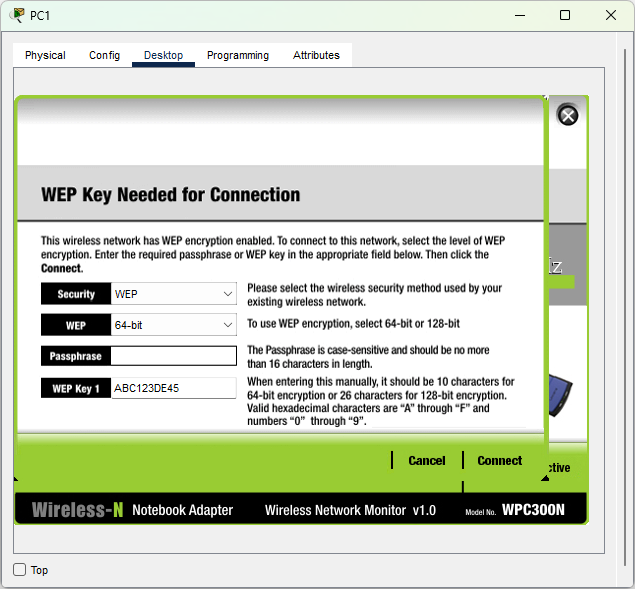 PC1
Physical Config Desktop Programming Attributes
WEP Key Needed for Connection
This wireless network has WEP encryption enabled. To connect to this network, select the level of WEP
encryption. Enter the required passphrase or WEP key in the appropriate field below. Then click the
Connect.
Security WEP
Please select the wireless security method used by your
existing wireless network.
WEP 64-bit
To use WEP encryption, select 64-bit or 128-bit
Passphrase
The Passphrase is case-sensitive and should be no more
than 16 characters in length.
WEP Key 1 ABC123DE45
When entering this manually, it should be 10 characters for
64-bit encryption or 26 characters for 128-bit encryption.
Valid hexadecimal characters are “A” through “F” and
numbers “0” through “9”.
Cancel Connect
Wireless-N Notebook Adapter Wireless Network Monitor v1.0 Model No. WPC300N
Top